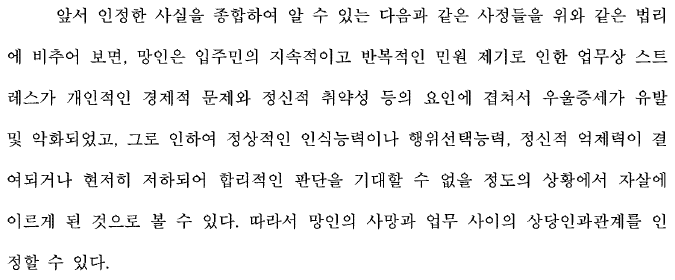 앞서 인정한 사실을 종합하여 알 수 있는 다음과 같은 사정들을 위와 같은 법리
에 비추어 보면, 망인은 입주민의 지속적이고 반복적인 민원 제기로 인한 업무상 스트
레스가 개인적인 경제적 문제와 정신적 취약성 등의 요인에 겹쳐서 우울증세가 유발
및 악화되었고, 그로 인하여 정상적인 인식능력이나 행위선택능력, 정신적 억제력이 결
여되거나 현저히 저하되어 합리적인 판단을 기대할 수 없을 정도의 상황에서 자살에
이르게 된 것으로 볼 수 있다. 따라서 망인의 사망과 업무 사이의 상당인과관계를 인
정할 수 있다.